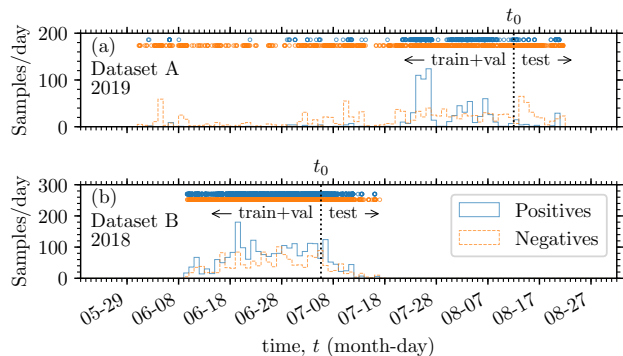 t0
200
(a)
← train+val
test →
Dataset A
2019
100
0
Samples/day
t0
300
(b)
← train+val
test →
Dataset B
2018
200
100
0
Samples/day
Positives
Negatives
05-29
06-08
06-18
06-28
07-08
07-18
07-28
08-07
08-17
08-27
time, t (month-day)